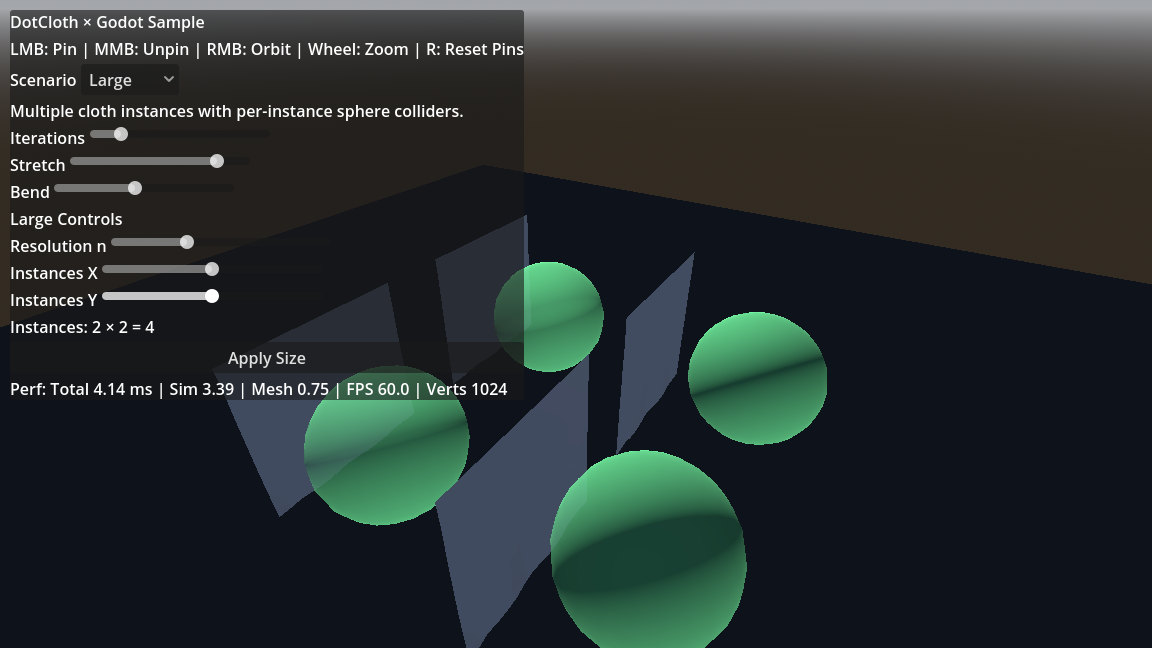 DotCloth × Godot Sample
LMB: Pin | MMB: Unpin | RMB: Orbit | Wheel: Zoom | R: Reset Pins
Scenario Large
Multiple cloth instances with per-instance sphere colliders.
Iterations
Stretch
Bend
Large Controls
Resolution n
Instances X
Instances Y
Instances: 2 × 2 = 4
Apply Size
Perf: Total 4.14 ms | Sim 3.39 | Mesh 0.75 | FPS 60.0 | Verts 1024